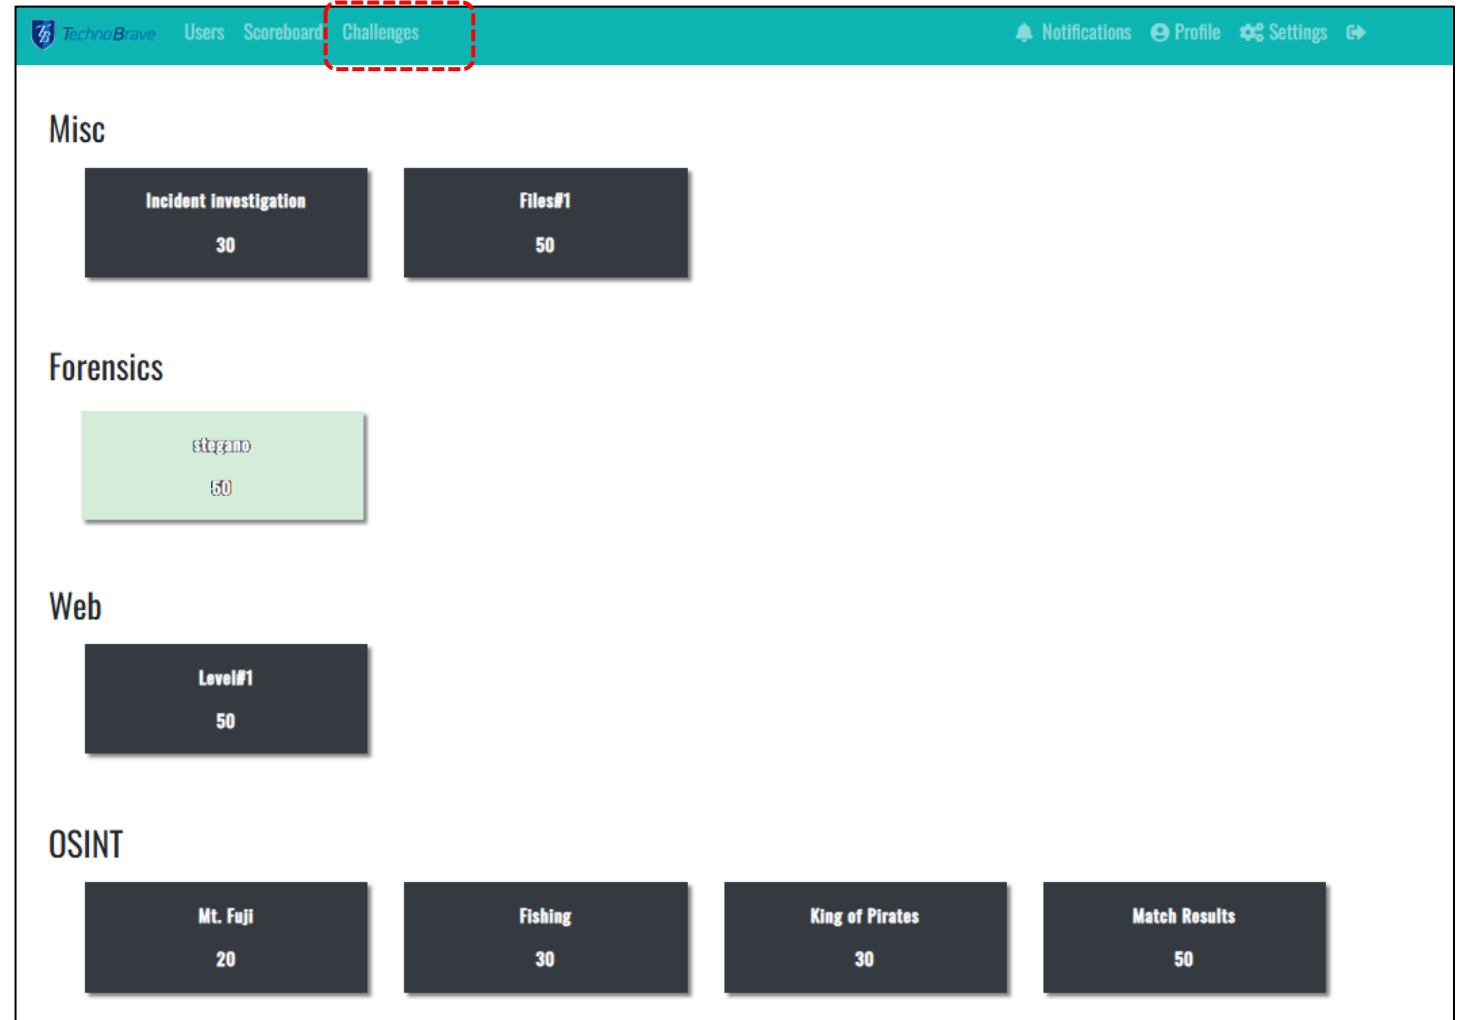 TechnoBrave Users Scoreboard Challenges Notifications Profile Settings
Misc
Incident investigation
30
Files#1
50
Forensics
stegano
50
Web
Level#1
50
OSINT
Mt. Fuji
20
Fishing
30
King of Pirates
30
Match Results
50